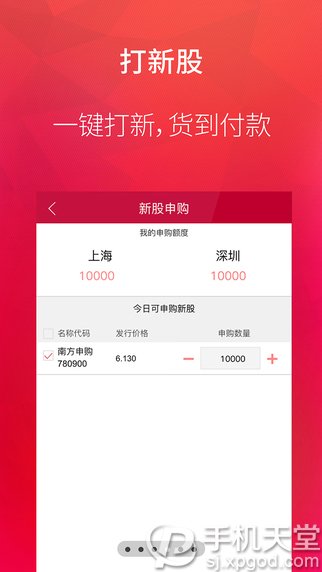 打新股
一键打新,货到付款
新股申购
我的申购额度
上海 深圳
10000 10000
今日可申购新股
名称代码 发行价格 申购数量
南方申购 6.130 10000
780900
手机天堂
sj.xpgod.com